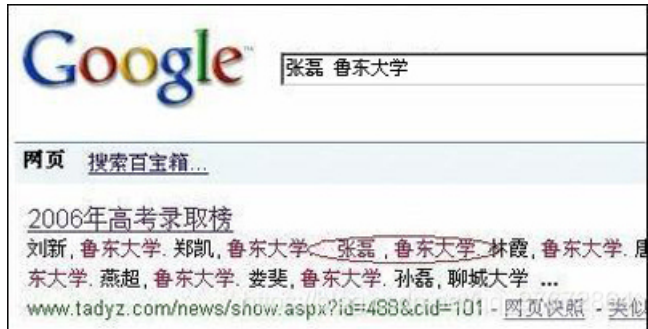 Google™
张磊 鲁东大学
网页 搜索百宝箱...
2006年高考录取榜
刘新, 鲁东大学. 郑凯, 鲁东大学. 张磊, 鲁东大学. 林霞, 鲁东大学. 唐
东大学. 燕超, 鲁东大学. 娄斐, 鲁东大学. 孙磊, 聊城大学 ...
www.tadyz.com/news/show.aspx?id=488&cid=101 - 网页快照 - 类似